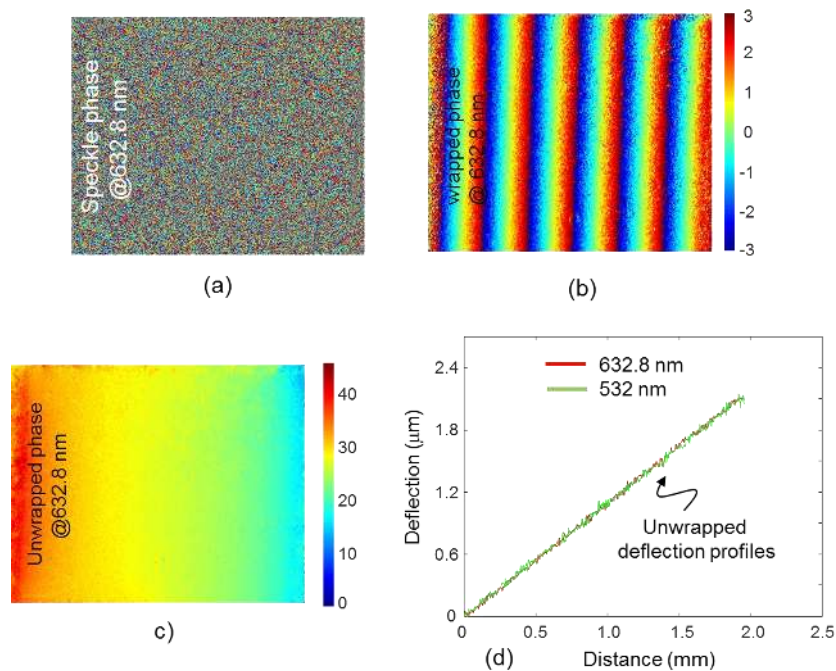 Speckle phase
@632.8 nm
(a)
wrapped phase
@ 632.8 nm
3
2
1
0
-1
-2
-3
(b)
Unwrapped phase
@632.8 nm
40
30
20
10
0
c)
Deflection (μm)
2.4
1.8
1.2
0.6
0
632.8 nm
532 nm
Unwrapped
deflection profiles
0 0.5 1.0 1.5 2.0 2.5
Distance (mm)
(d)